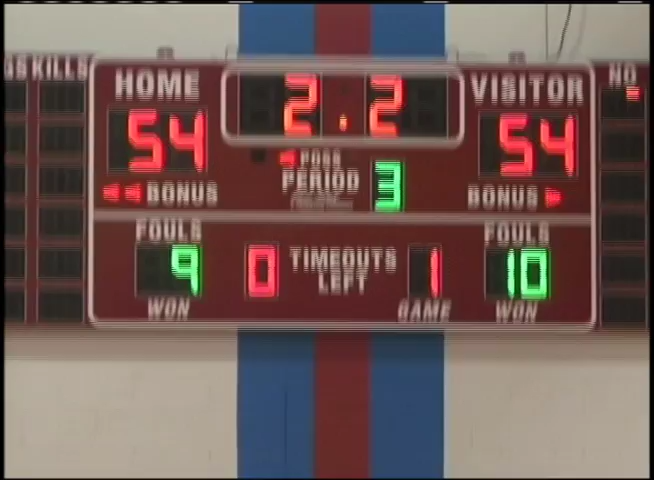 GS KILLS
HOME
2.2
VISITOR
NO
54
54
POSS
PERIOD
3
BONUS
BONUS
FOULS
FOULS
9
0
TIMEOUTS
LEFT
1
10
WON
GAME
WON